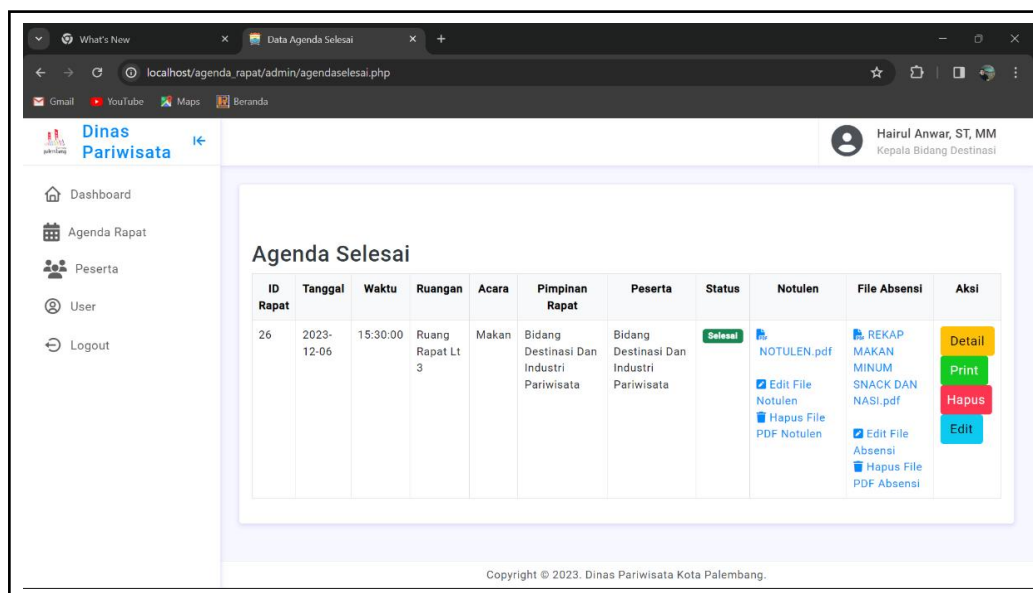 What's New
Data Agenda Selesai
localhost/agenda_rapat/admin/agendaselesai.php
Gmail YouTube Maps Beranda
Dinas
Pariwisata
Hairul Anwar, ST, MM
Kepala Bidang Destinasi
Dashboard
Agenda Rapat
Peserta
User
Logout
Agenda Selesai
ID Rapat
Tanggal
Waktu
Ruangan
Acara
Pimpinan
Rapat
Peserta
Status
Notulen
File Absensi
Aksi
26
2023-
12-06
15:30:00
Ruang
Rapat Lt
3
Makan
Bidang
Destinasi Dan
Industri
Pariwisata
Bidang
Destinasi Dan
Industri
Pariwisata
Selesai
NOTULEN.pdf
Edit File
Notulen
Hapus File
PDF Notulen
REKAP
MAKAN
MINUM
SNACK DAN
NASI.pdf
Edit File
Absensi
Hapus File
PDF Absensi
Detail
Print
Hapus
Edit
Copyright © 2023. Dinas Pariwisata Kota Palembang.